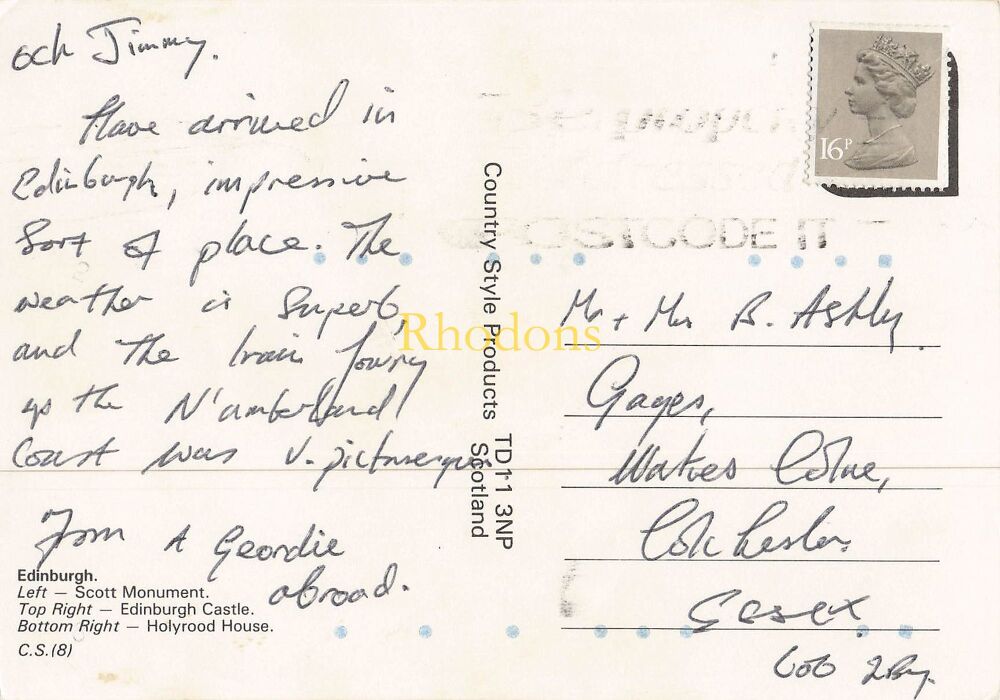 och Jimmy.
Have arrived in
Edinburgh, impressive
Sort of place. The
weather is Superb,
and the train Journy
up the N'umberland
Coast was v. picturesque
From A Geordie
abroad.
Edinburgh.
Left — Scott Monument.
Top Right — Edinburgh Castle.
Bottom Right — Holyrood House.
C.S.(8)
Country Style Products TD11 3NP
Scotland
16P
POSTCODE IT
Rhodons
Mr + Mrs B. Ashby.
Gages,
Wakes Colne,
Colchester.
Essex.
CO6 2By.